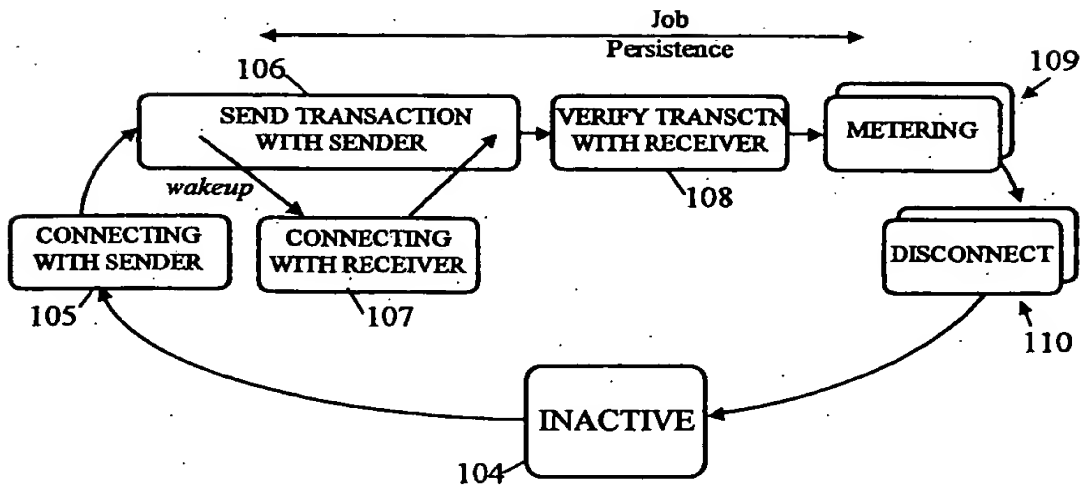 Job
Persistence
106
109
SEND TRANSACTION
WITH SENDER
VERIFY TRANSCTN
WITH RECEIVER
METERING
wakeup
108
CONNECTING
WITH SENDER
CONNECTING
WITH RECEIVER
DISCONNECT
105
107
110
INACTIVE
104